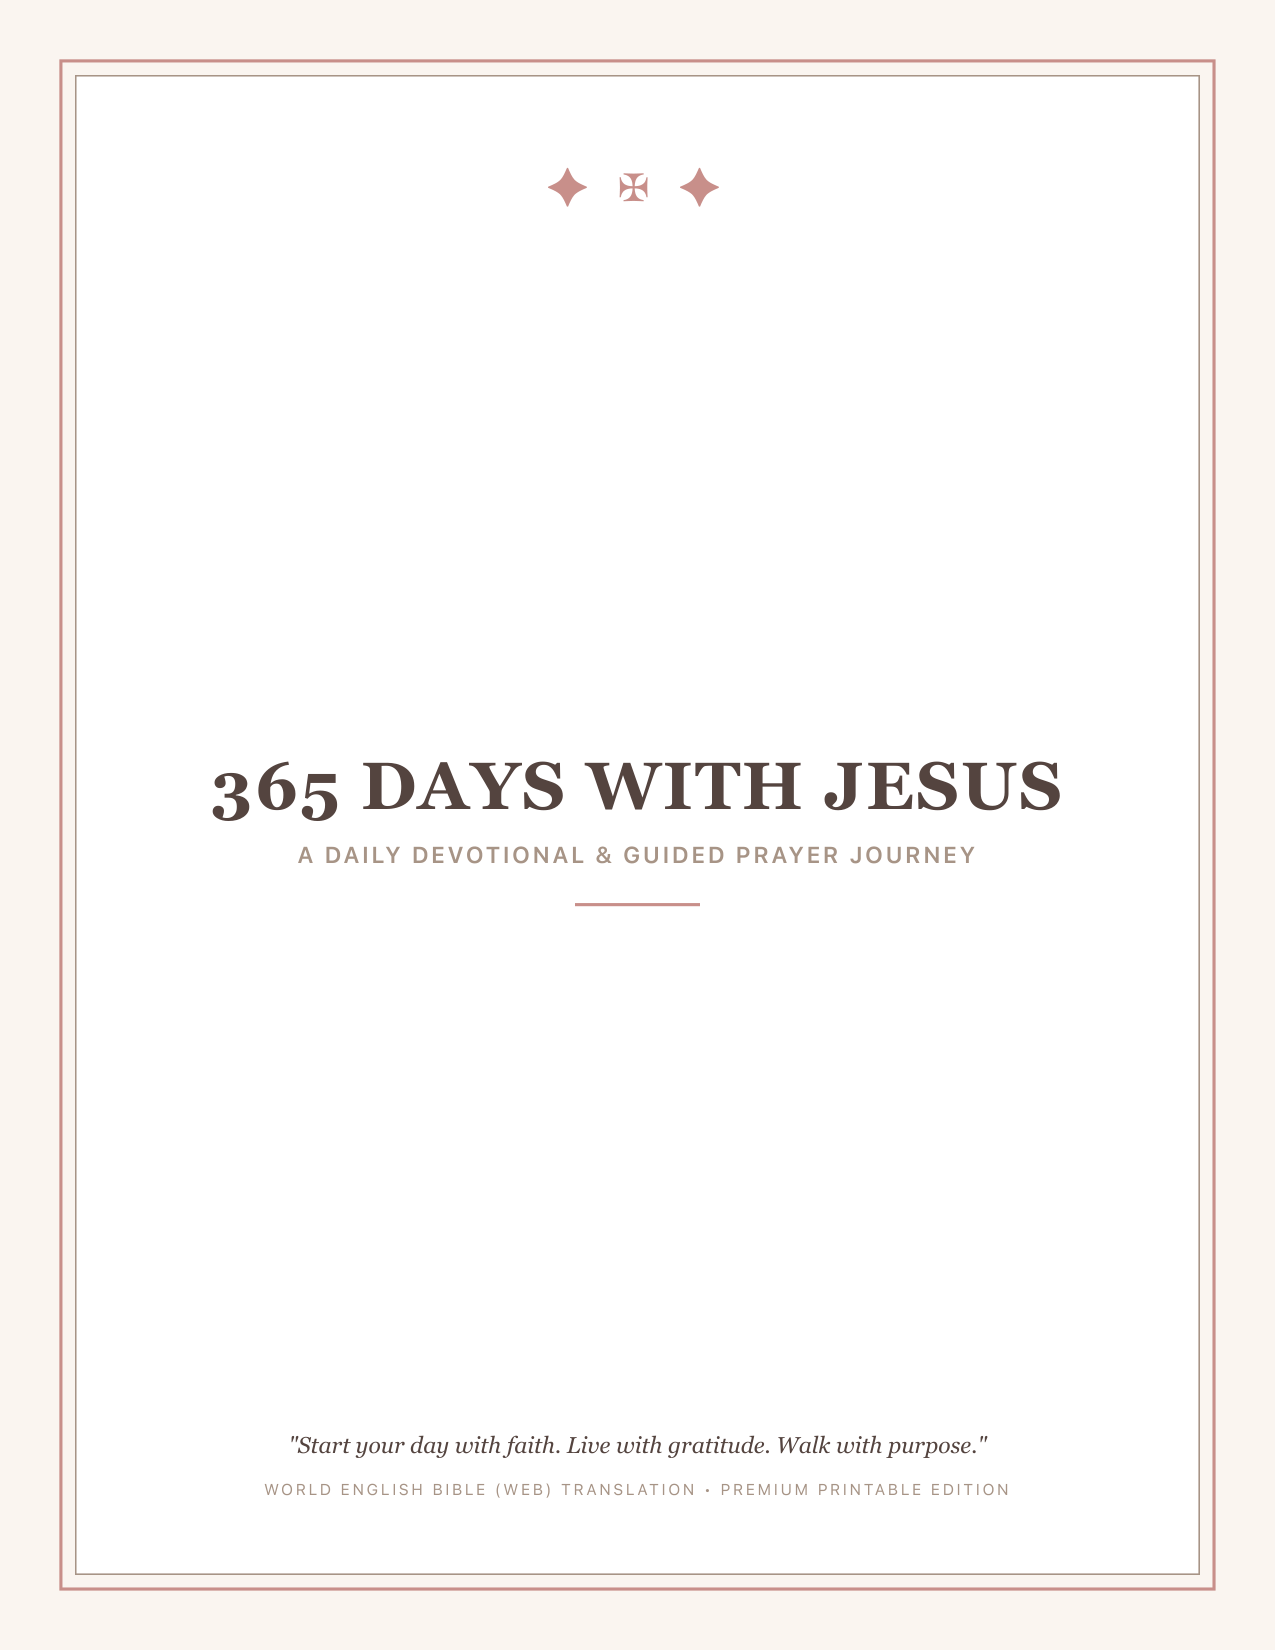 ✦ ✠ ✦
365 DAYS WITH JESUS
A DAILY DEVOTIONAL & GUIDED PRAYER JOURNEY
"Start your day with faith. Live with gratitude. Walk with purpose."
WORLD ENGLISH BIBLE (WEB) TRANSLATION • PREMIUM PRINTABLE EDITION